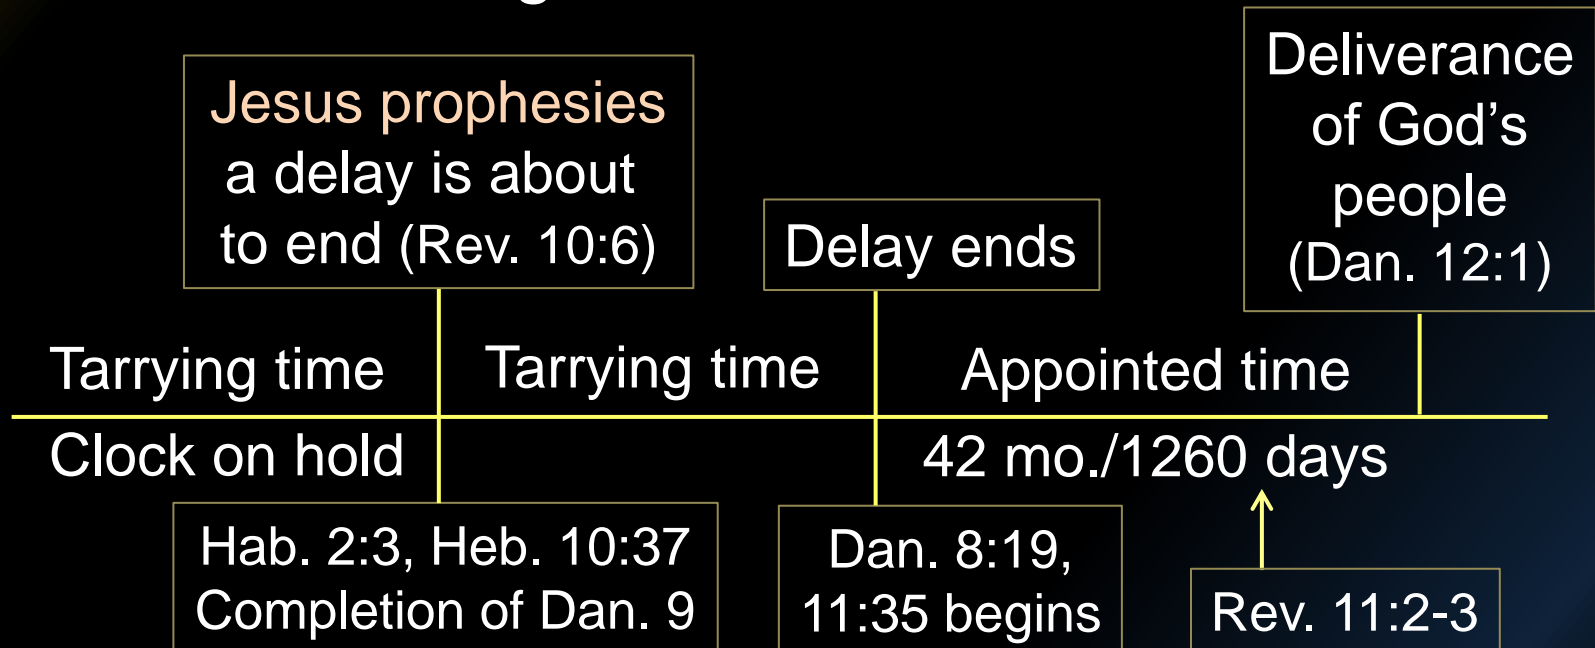 Jesus prophesies
a delay is about
to end (Rev. 10:6)
Delay ends
Deliverance
of God’s
people
(Dan. 12:1)
Tarrying time
Tarrying time
Appointed time
Clock on hold
42 mo./1260 days
Hab. 2:3, Heb. 10:37
Completion of Dan. 9
Dan. 8:19,
11:35 begins
Rev. 11:2-3